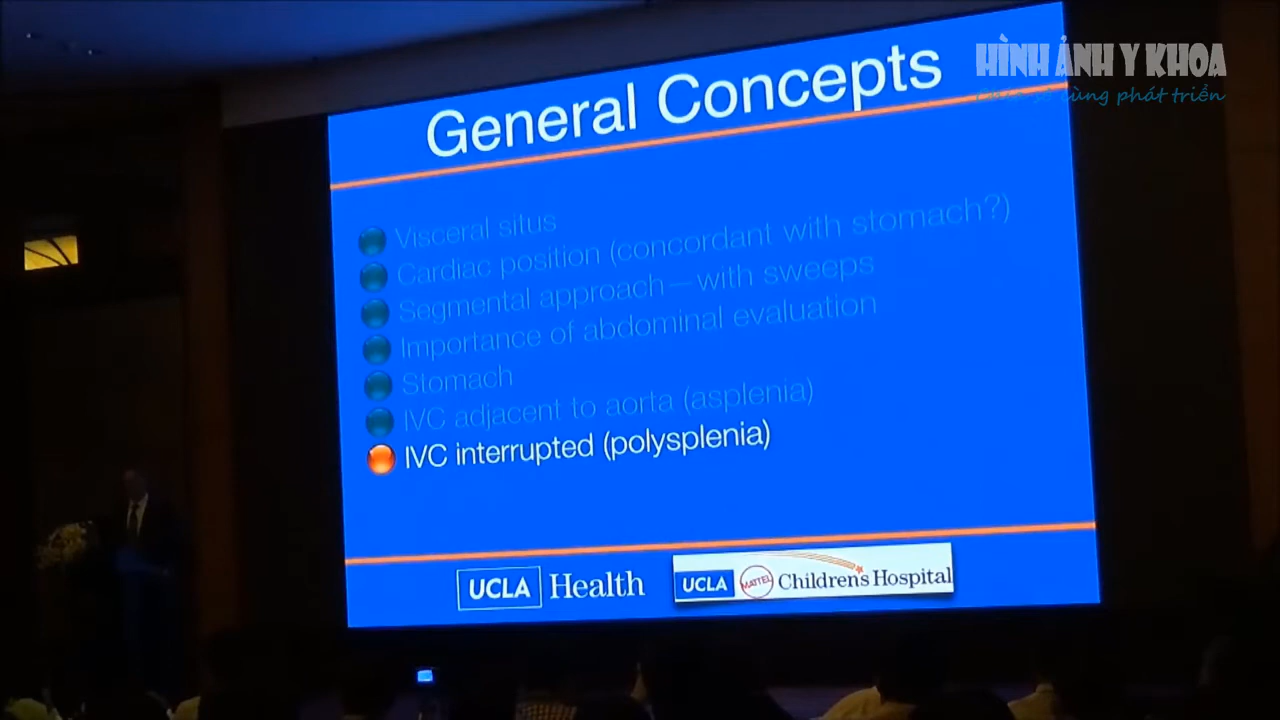 HÌNH ẢNH Y KHOA
Chia sẻ cùng phát triển
General Concepts
Visceral situs
Cardiac position (concordant with stomach?)
Segmental approach—with sweeps
Importance of abdominal evaluation
Stomach
IVC adjacent to aorta (asplenia)
IVC interrupted (polysplenia)
UCLA Health
UCLA MATTEL Children's Hospital